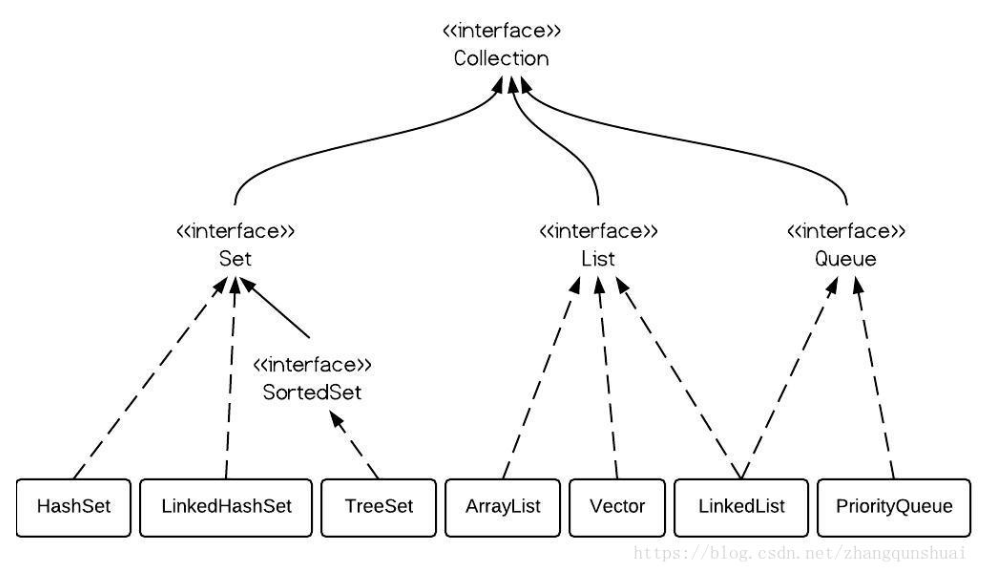 <<interface>>
Collection
<<interface>>
Set
<<interface>>
List
<<interface>>
Queue
<<interface>>
SortedSet
HashSet
LinkedHashSet
TreeSet
ArrayList
Vector
LinkedList
PriorityQueue
https://blog.csdn.net/zhangqunshuai